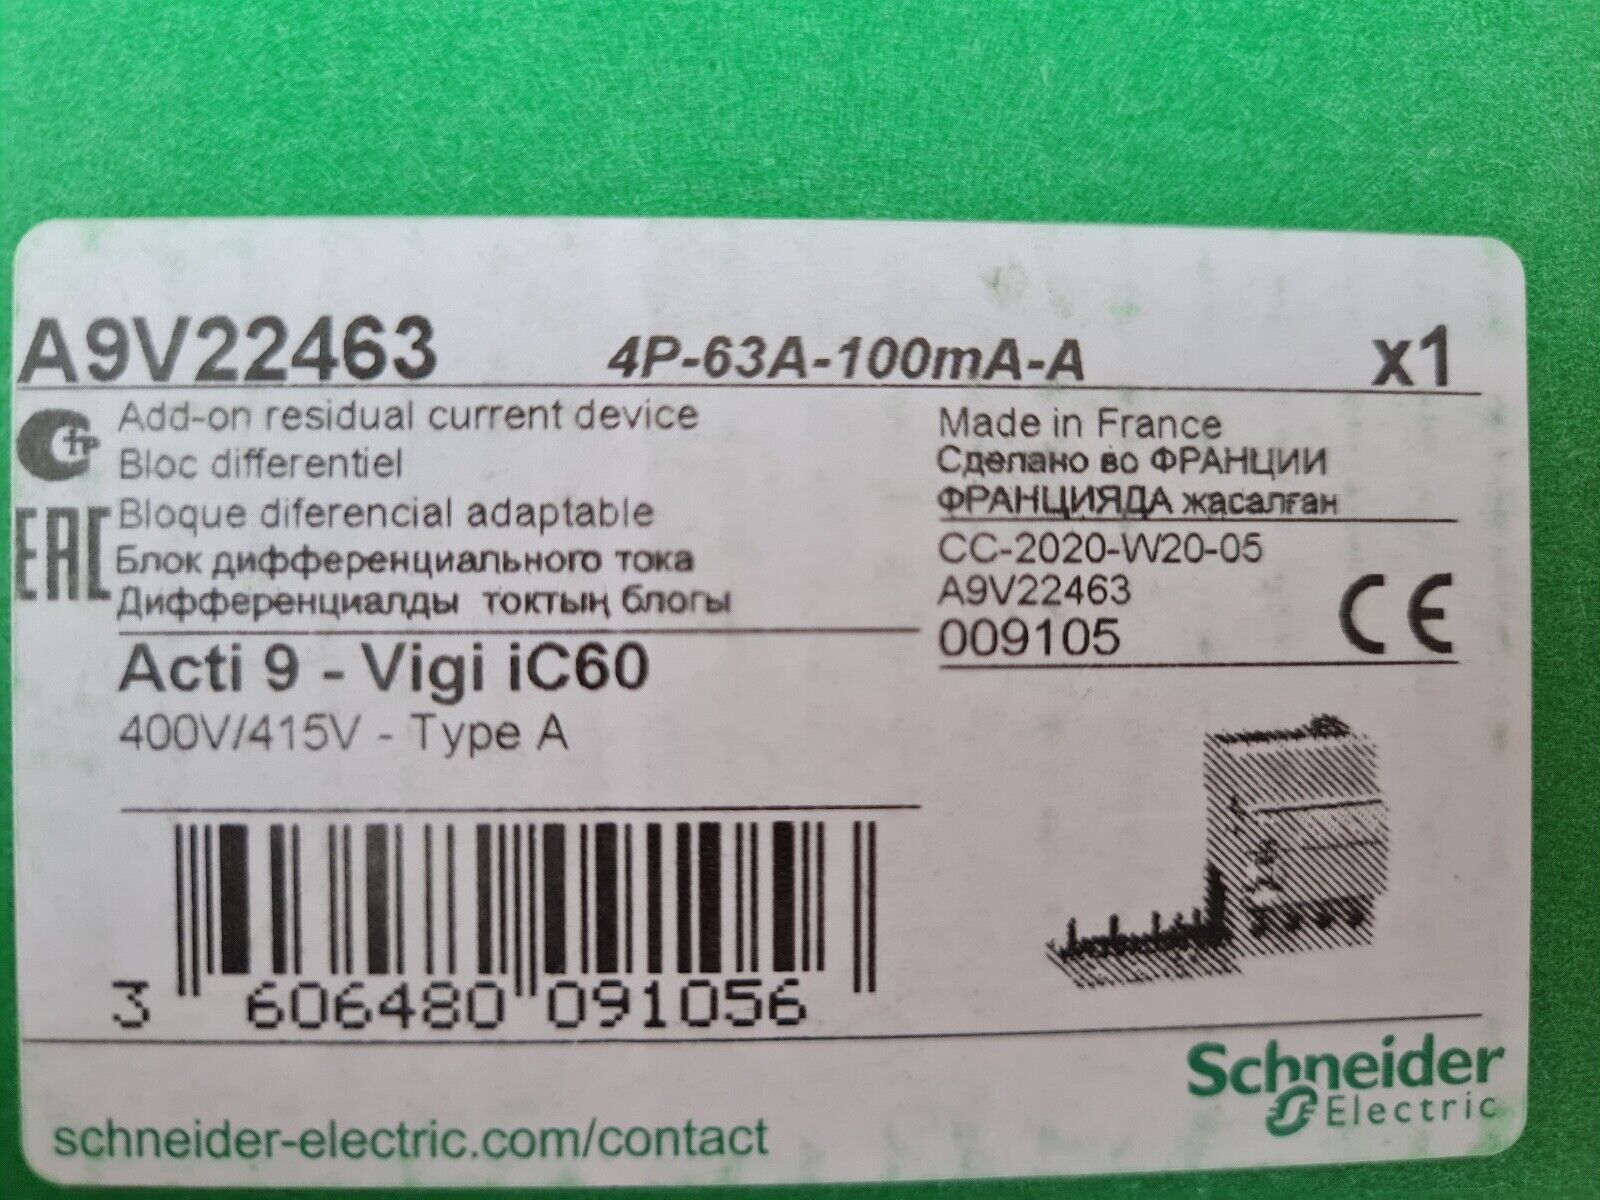 A9V22463 4P-63A-100mA-A x1
Add-on residual current device
Bloc differentiel
Bloque diferencial adaptable
Блок дифференциального тока
Дифференциалды токтың блогы
EAC
Made in France
Сделано во ФРАНЦИИ
ФРАНЦИЯДА жасалған
CC-2020-W20-05
A9V22463
009105
CE
Acti 9 - Vigi iC60
400V/415V - Type A
3 606480 091056
Schneider
Electric
schneider-electric.com/contact